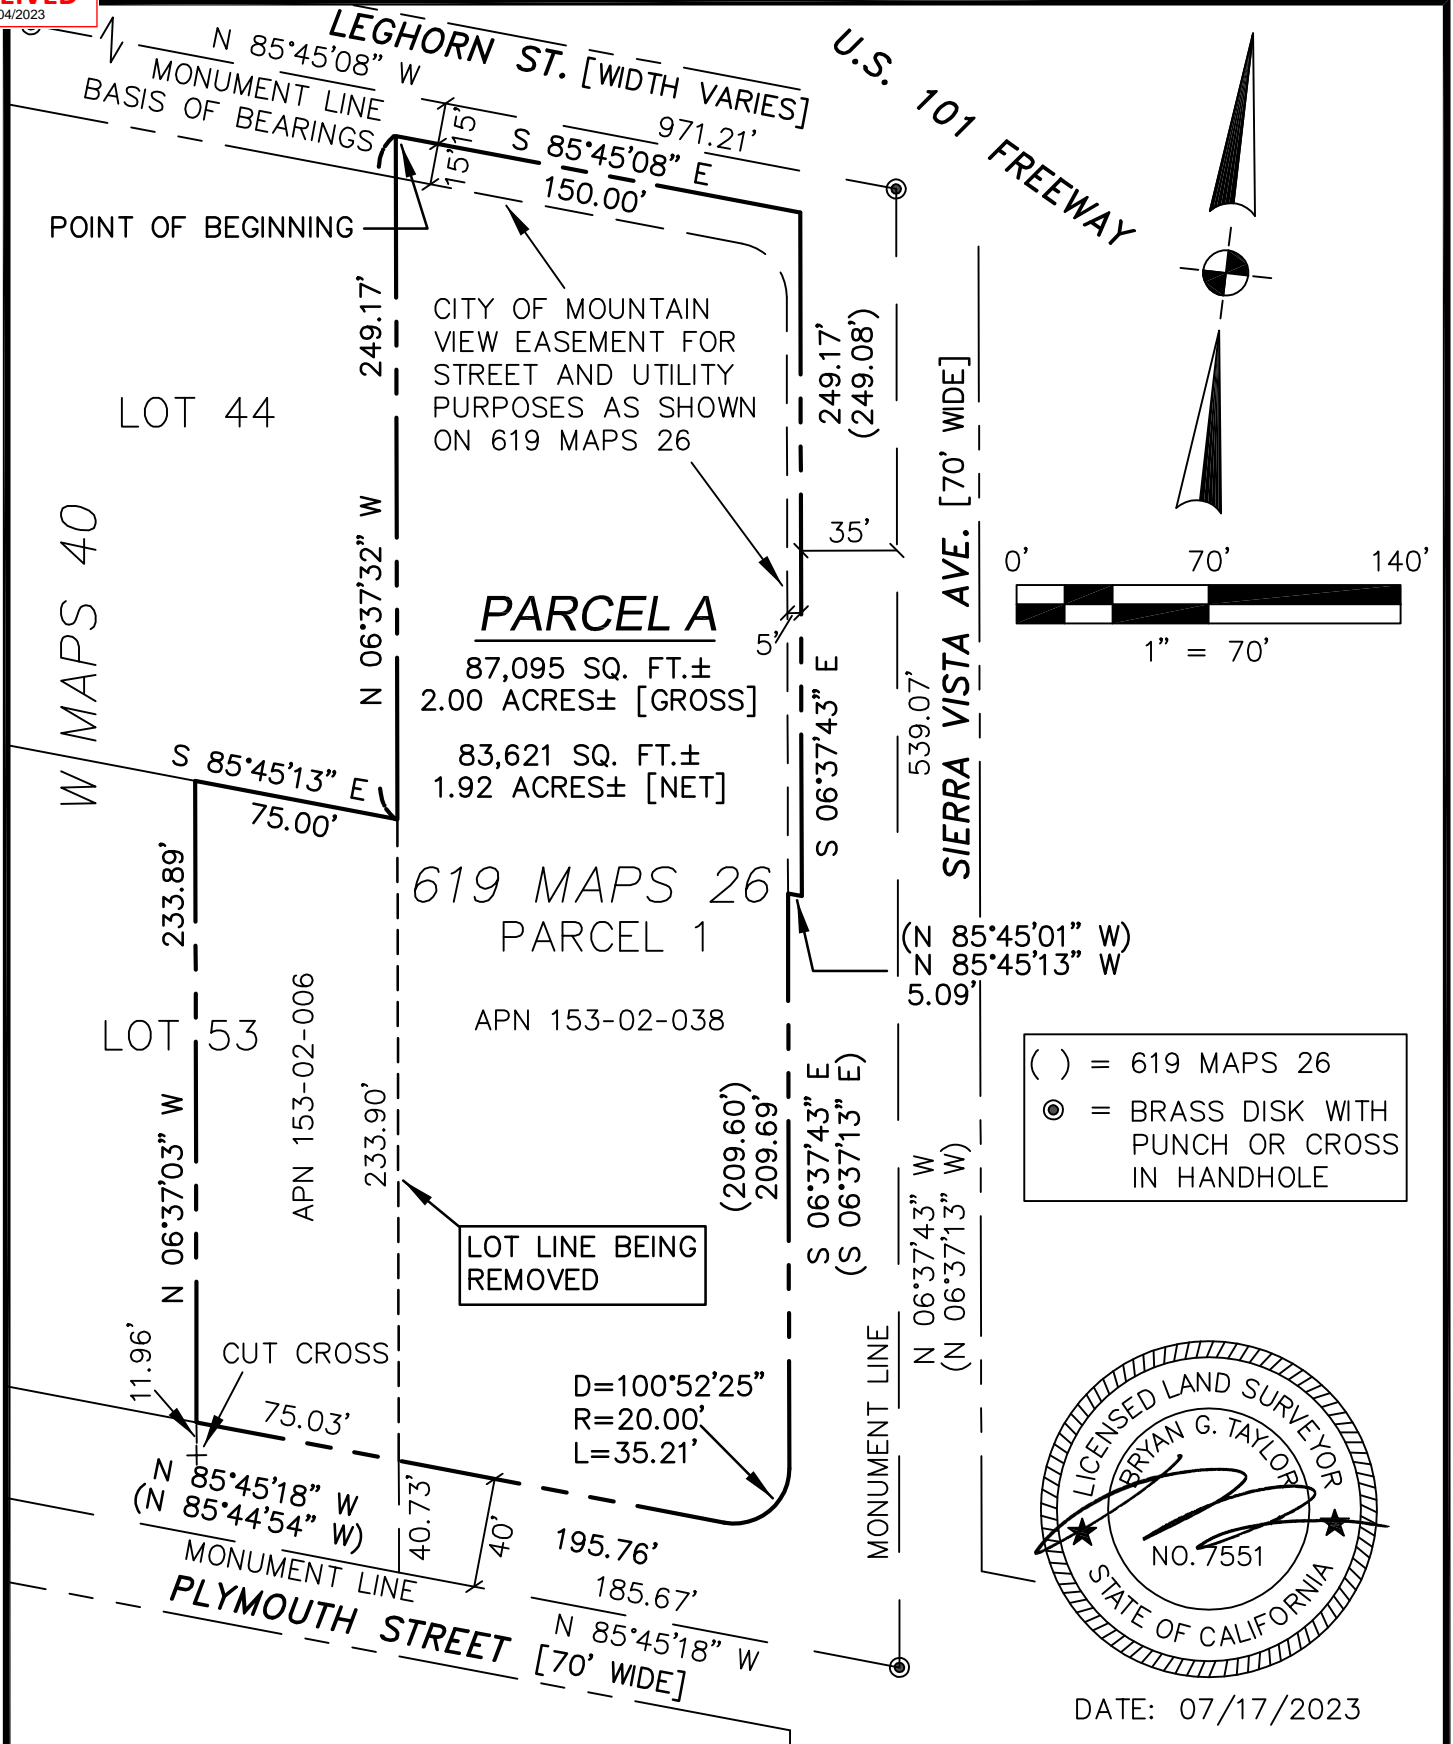 04/2023
LEGHORN ST. [WIDTH VARIES]
U.S. 101 FREEWAY
N 85°45'08" W
MONUMENT LINE
BASIS OF BEARINGS
971.21'
15'
15'
S 85°45'08" E
150.00'
POINT OF BEGINNING
249.17'
CITY OF MOUNTAIN
VIEW EASEMENT FOR
STREET AND UTILITY
PURPOSES AS SHOWN
ON 619 MAPS 26
249.17'
(249.08')
LOT 44
W MAPS 40
N 06°37'32" W
35'
SIERRA VISTA AVE. [70' WIDE]
0' 70' 140'
1" = 70'
PARCEL A
5'
87,095 SQ. FT.±
2.00 ACRES± [GROSS]
83,621 SQ. FT.±
1.92 ACRES± [NET]
S 06°37'43" E
539.07'
S 85°45'13" E
75.00'
233.89'
619 MAPS 26
PARCEL 1
(N 85°45'01" W)
N 85°45'13" W
5.09'
APN 153-02-038
LOT 53
APN 153-02-006
233.90'
N 06°37'03" W
(209.60')
209.69'
S 06°37'43" E
(S 06°37'13" E)
N 06°37'43" W
(N 06°37'13" W)
( ) = 619 MAPS 26
= BRASS DISK WITH
PUNCH OR CROSS
IN HANDHOLE
LOT LINE BEING
REMOVED
11.96'
CUT CROSS
75.03'
D=100°52'25"
R=20.00'
L=35.21'
MONUMENT LINE
N 85°45'18" W
(N 85°44'54" W)
40.73'
40'
195.76'
MONUMENT LINE
185.67'
N 85°45'18" W
PLYMOUTH STREET [70' WIDE]
LICENSED LAND SURVEYOR
BRYAN G. TAYLOR
NO. 7551
STATE OF CALIFORNIA
DATE: 07/17/2023